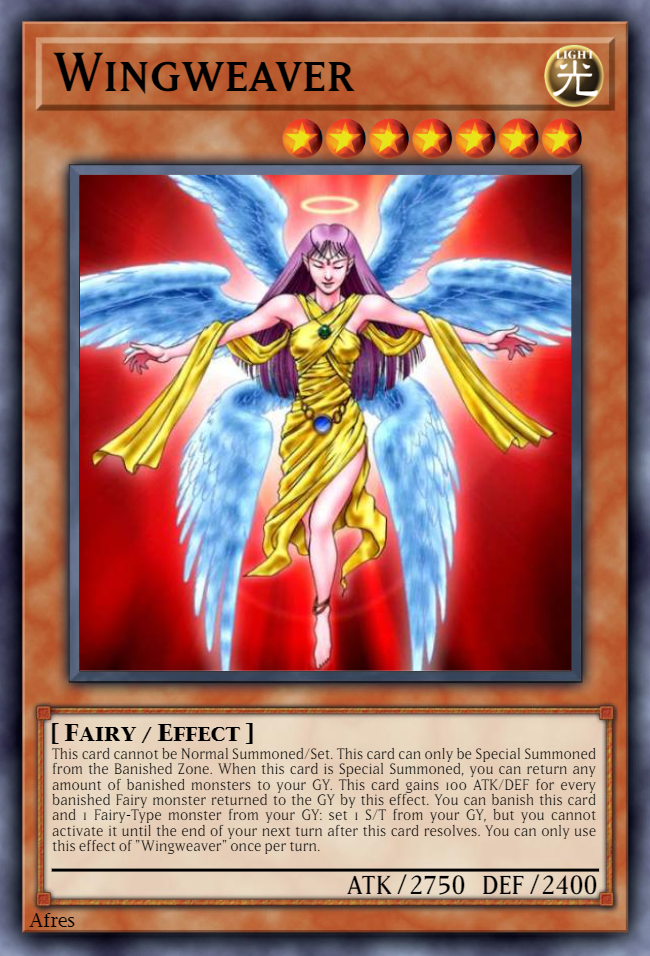 Wingweaver
LIGHT
光
[ Fairy / Effect ]
This card cannot be Normal Summoned/Set. This card can only be Special Summoned
from the Banished Zone. When this card is Special Summoned, you can return any
amount of banished monsters to your GY. This card gains 100 ATK/DEF for every
banished Fairy monster returned to the GY by this effect. You can banish this card
and 1 Fairy-Type monster from your GY: set 1 S/T from your GY, but you cannot
activate it until the end of your next turn after this card resolves. You can only use
this effect of "Wingweaver" once per turn.
ATK/2750 DEF/2400
Afres